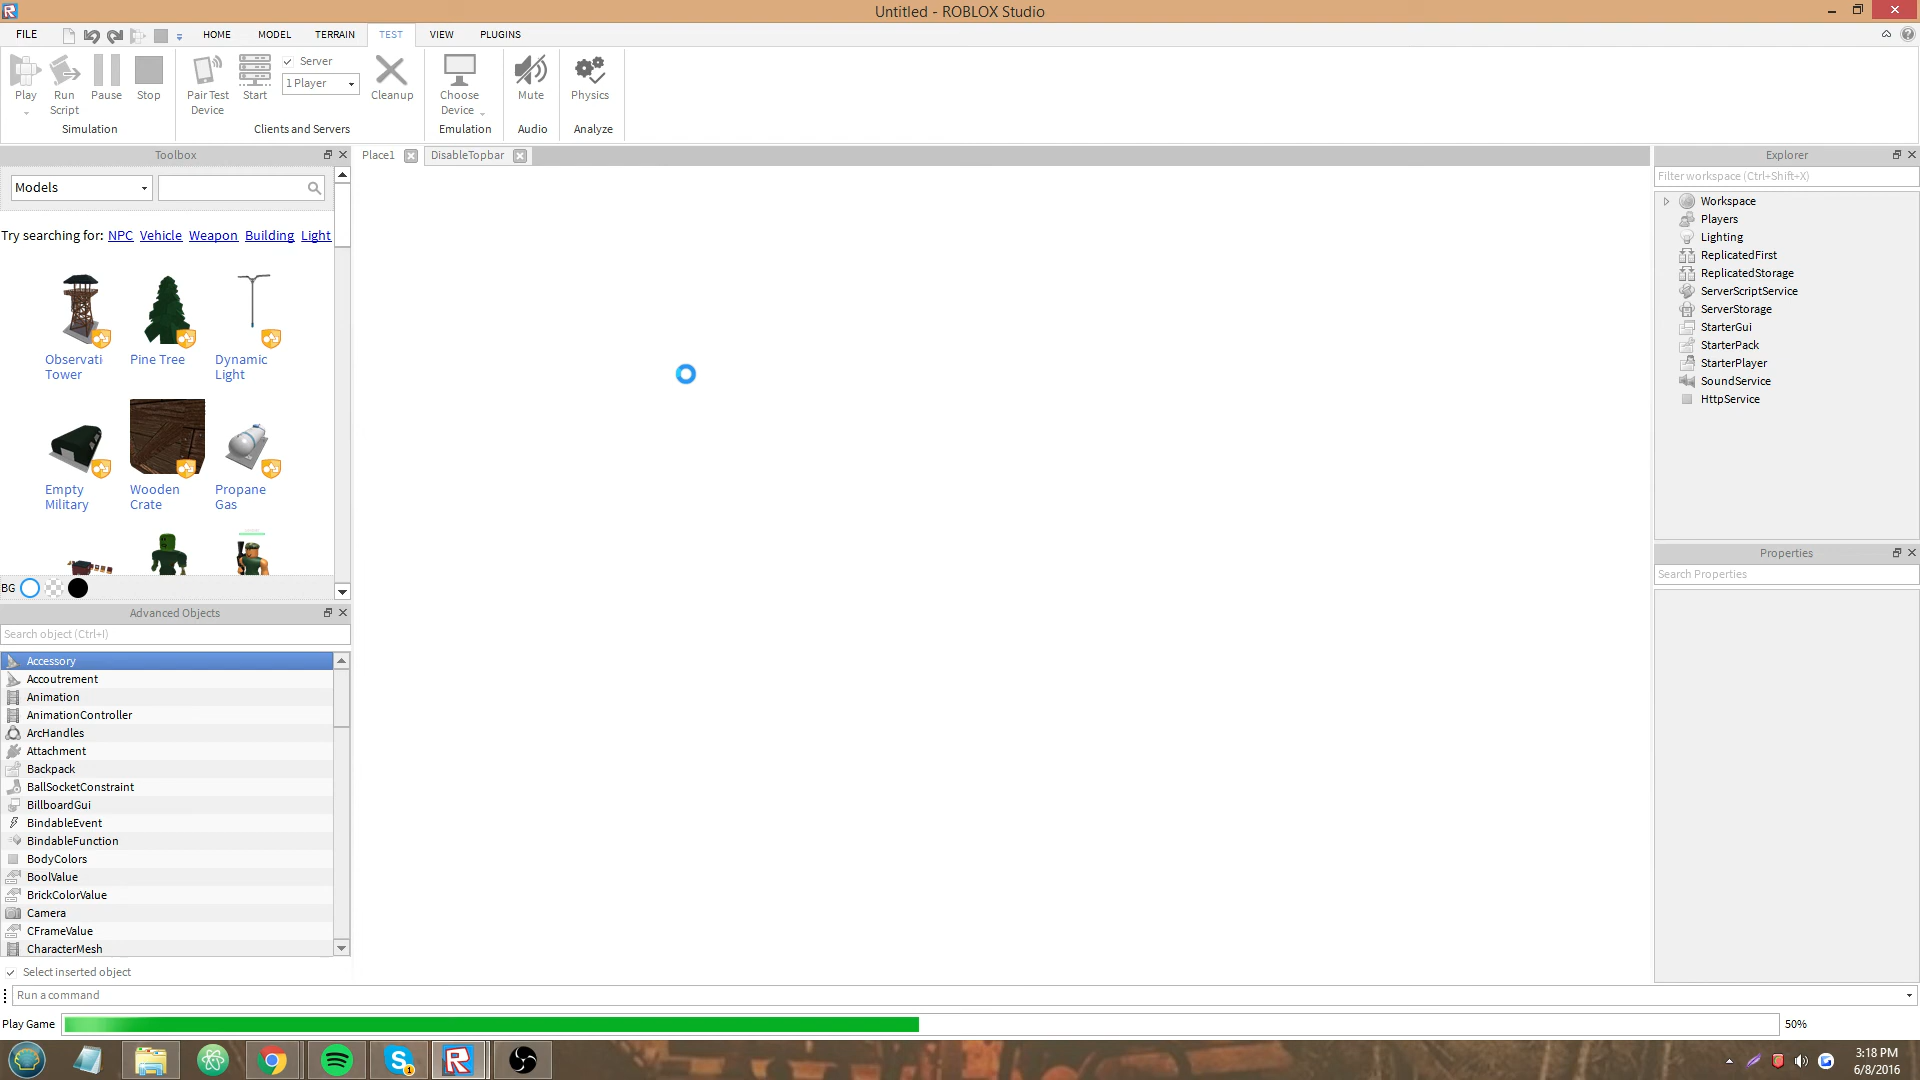 Untitled - ROBLOX Studio
FILE
HOME
MODEL
TERRAIN
TEST
VIEW
PLUGINS
Play
Run
Script
Pause
Stop
Simulation
Pair Test
Device
Start
Server
1 Player
Cleanup
Clients and Servers
Choose
Device
Emulation
Mute
Audio
Physics
Analyze
Toolbox
Models
Try searching for: NPC Vehicle Weapon Building Light
Observati
Tower
Pine Tree
Dynamic
Light
Empty
Military
Wooden
Crate
Propane
Gas
BG
Advanced Objects
Search object (Ctrl+I)
Accessory
Accoutrement
Animation
AnimationController
ArcHandles
Attachment
Backpack
BallSocketConstraint
BillboardGui
BindableEvent
BindableFunction
BodyColors
BoolValue
BrickColorValue
Camera
CFrameValue
CharacterMesh
Select inserted object
Place1
DisableTopbar
Explorer
Filter workspace (Ctrl+Shift+X)
Workspace
Players
Lighting
ReplicatedFirst
ReplicatedStorage
ServerScriptService
ServerStorage
StarterGui
StarterPack
StarterPlayer
SoundService
HttpService
Properties
Search Properties
Run a command
Play Game
50%
3:18 PM
6/8/2016